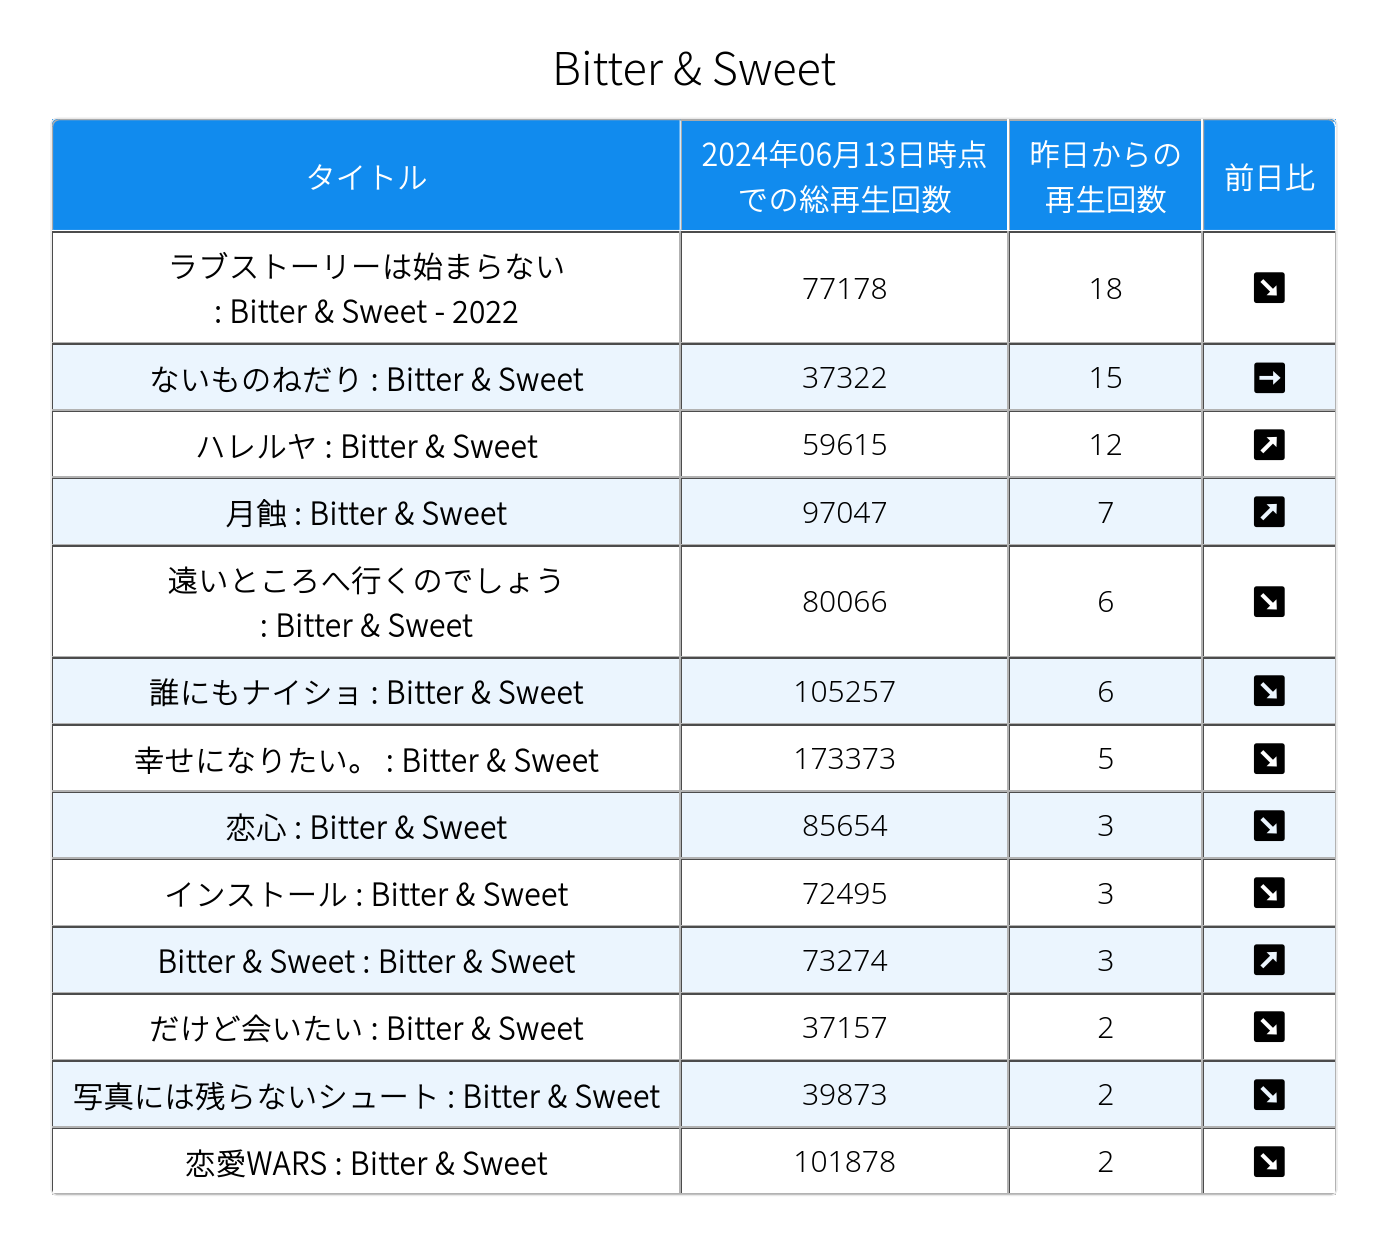 Bitter & Sweet
タイトル
2024年06月13日時点
での総再生回数
昨日からの
再生回数
前日比
ラブストーリーは始まらない
: Bitter & Sweet - 2022
77178
18
↘
ないものねだり : Bitter & Sweet
37322
15
→
ハレルヤ : Bitter & Sweet
59615
12
↗
月蝕 : Bitter & Sweet
97047
7
↗
遠いところへ行くのでしょう
: Bitter & Sweet
80066
6
↘
誰にもナイショ : Bitter & Sweet
105257
6
↘
幸せになりたい。 : Bitter & Sweet
173373
5
↘
恋心 : Bitter & Sweet
85654
3
↘
インストール : Bitter & Sweet
72495
3
↘
Bitter & Sweet : Bitter & Sweet
73274
3
↗
だけど会いたい : Bitter & Sweet
37157
2
↘
写真には残らないシュート : Bitter & Sweet
39873
2
↘
恋愛WARS : Bitter & Sweet
101878
2
↘